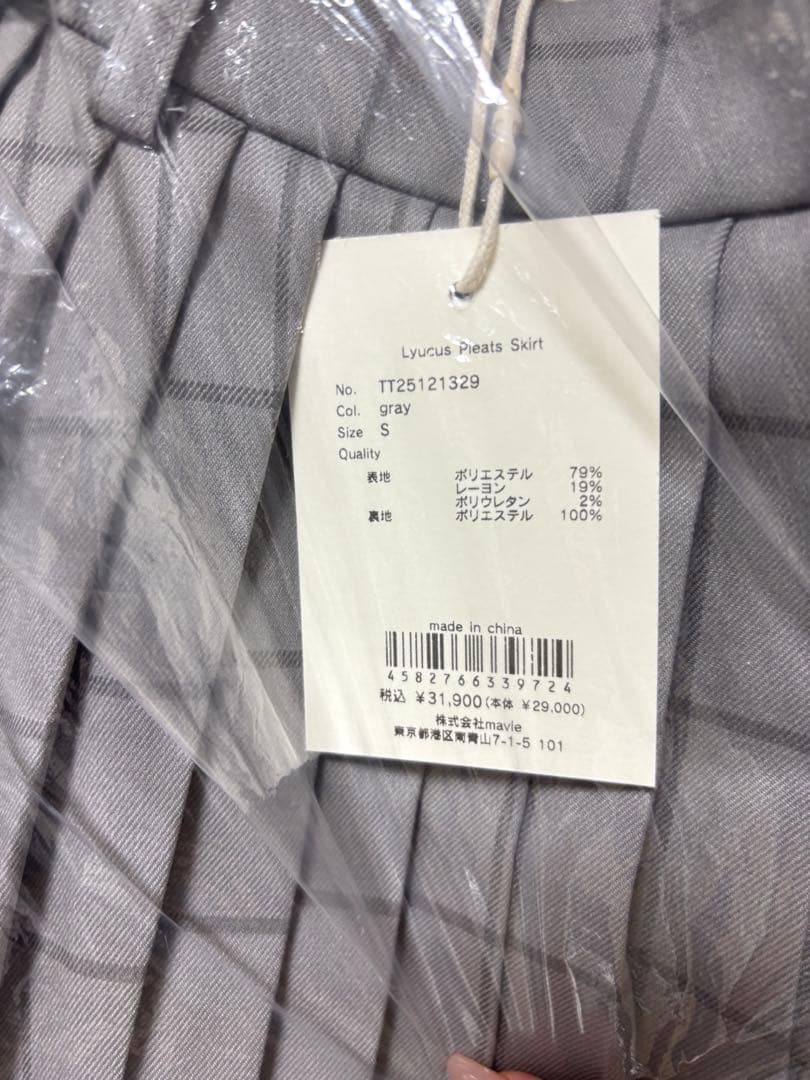 Lyucus Pleats Skirt
No. TT25121329
Col. gray
Size S
Quality
表地 ポリエステル 79%
レーヨン 19%
ポリウレタン 2%
裏地 ポリエステル 100%
made in china
4582766339724
税込 ¥31,900(本体 ¥29,000)
株式会社mavie
東京都港区南青山7-1-5 101